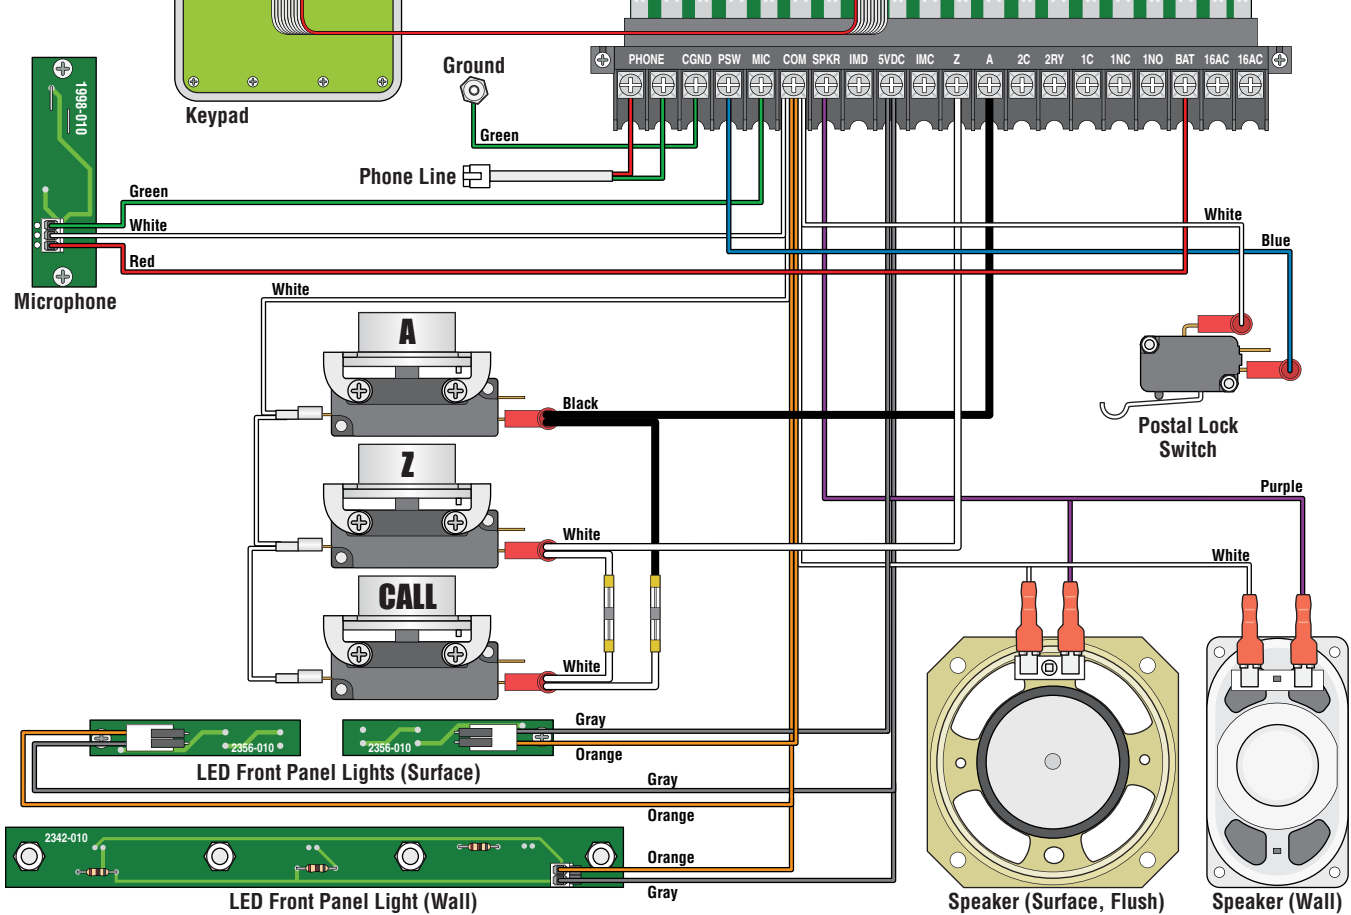 PHONE CGND PSW MIC COM SPKR IMD 5VDC IMC Z A 2C 2RY 1C 1NC 1NO BAT 16AC 16AC
Ground
Keypad
1998-010
Green
Phone Line
Green
White
Red
Microphone
White
Blue
White
A
Black
Postal Lock
Switch
Z
White
Purple
White
CALL
White
2356-010
2356-010
Gray
Orange
LED Front Panel Lights (Surface)
Gray
Orange
2342-010
Orange
Gray
LED Front Panel Light (Wall)
Speaker (Surface, Flush)
Speaker (Wall)